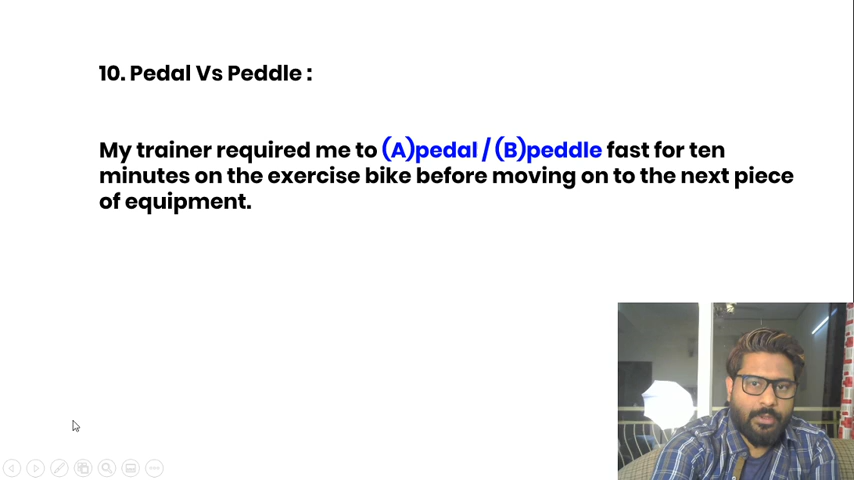 10. Pedal Vs Peddle :
My trainer required me to (A)pedal / (B)peddle fast for ten
minutes on the exercise bike before moving on to the next piece
of equipment.